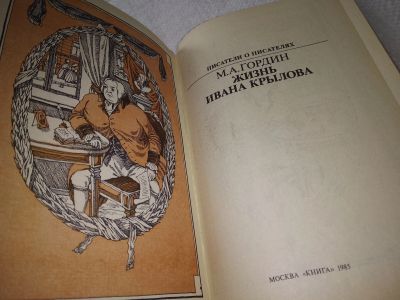 ПИСАТЕЛИ О ПИСАТЕЛЯХ
М.А.ГОРДИН
ЖИЗНЬ
ИВАНА КРЫЛОВА
МОСКВА «КНИГА» 1985